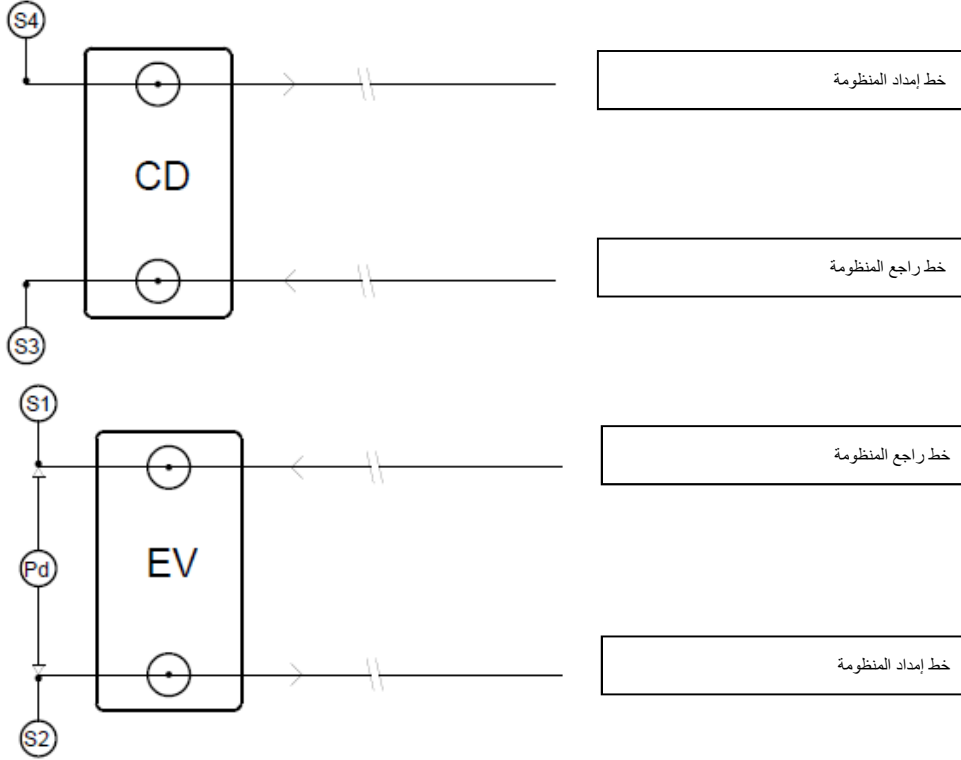 S4
خط إمداد المنظومة
CD
خط راجع المنظومة
S3
S1
خط راجع المنظومة
Pd
EV
خط إمداد المنظومة
S2